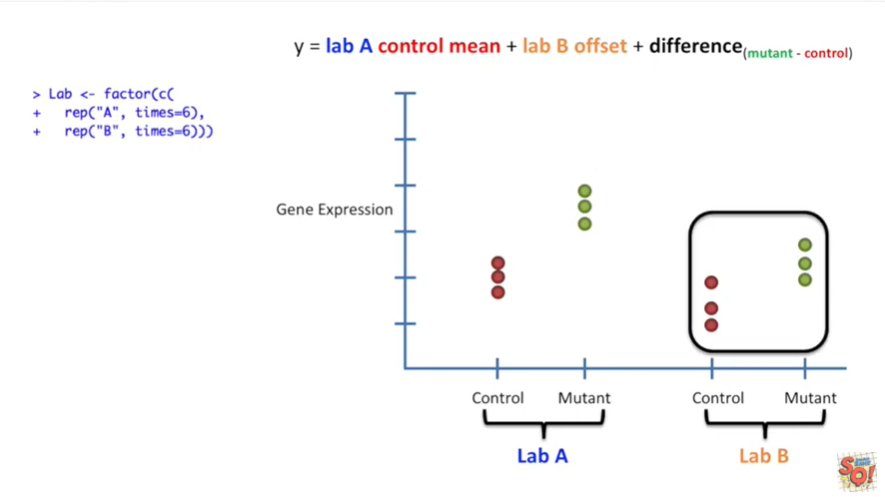 y = lab A control mean + lab B offset + difference(mutant - control)
> Lab <- factor(c(
+ rep("A", times=6),
+ rep("B", times=6)))
Gene Expression
Control Mutant Control Mutant
Lab A Lab B
SQ!